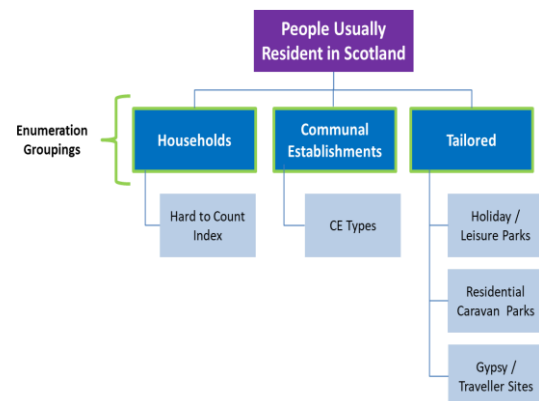 People Usually
Resident in Scotland
Enumeration
Groupings
Households
Communal
Establishments
Tailored
Hard to Count
Index
CE Types
Holiday /
Leisure Parks
Residential
Caravan Parks
Gypsy /
Traveller Sites